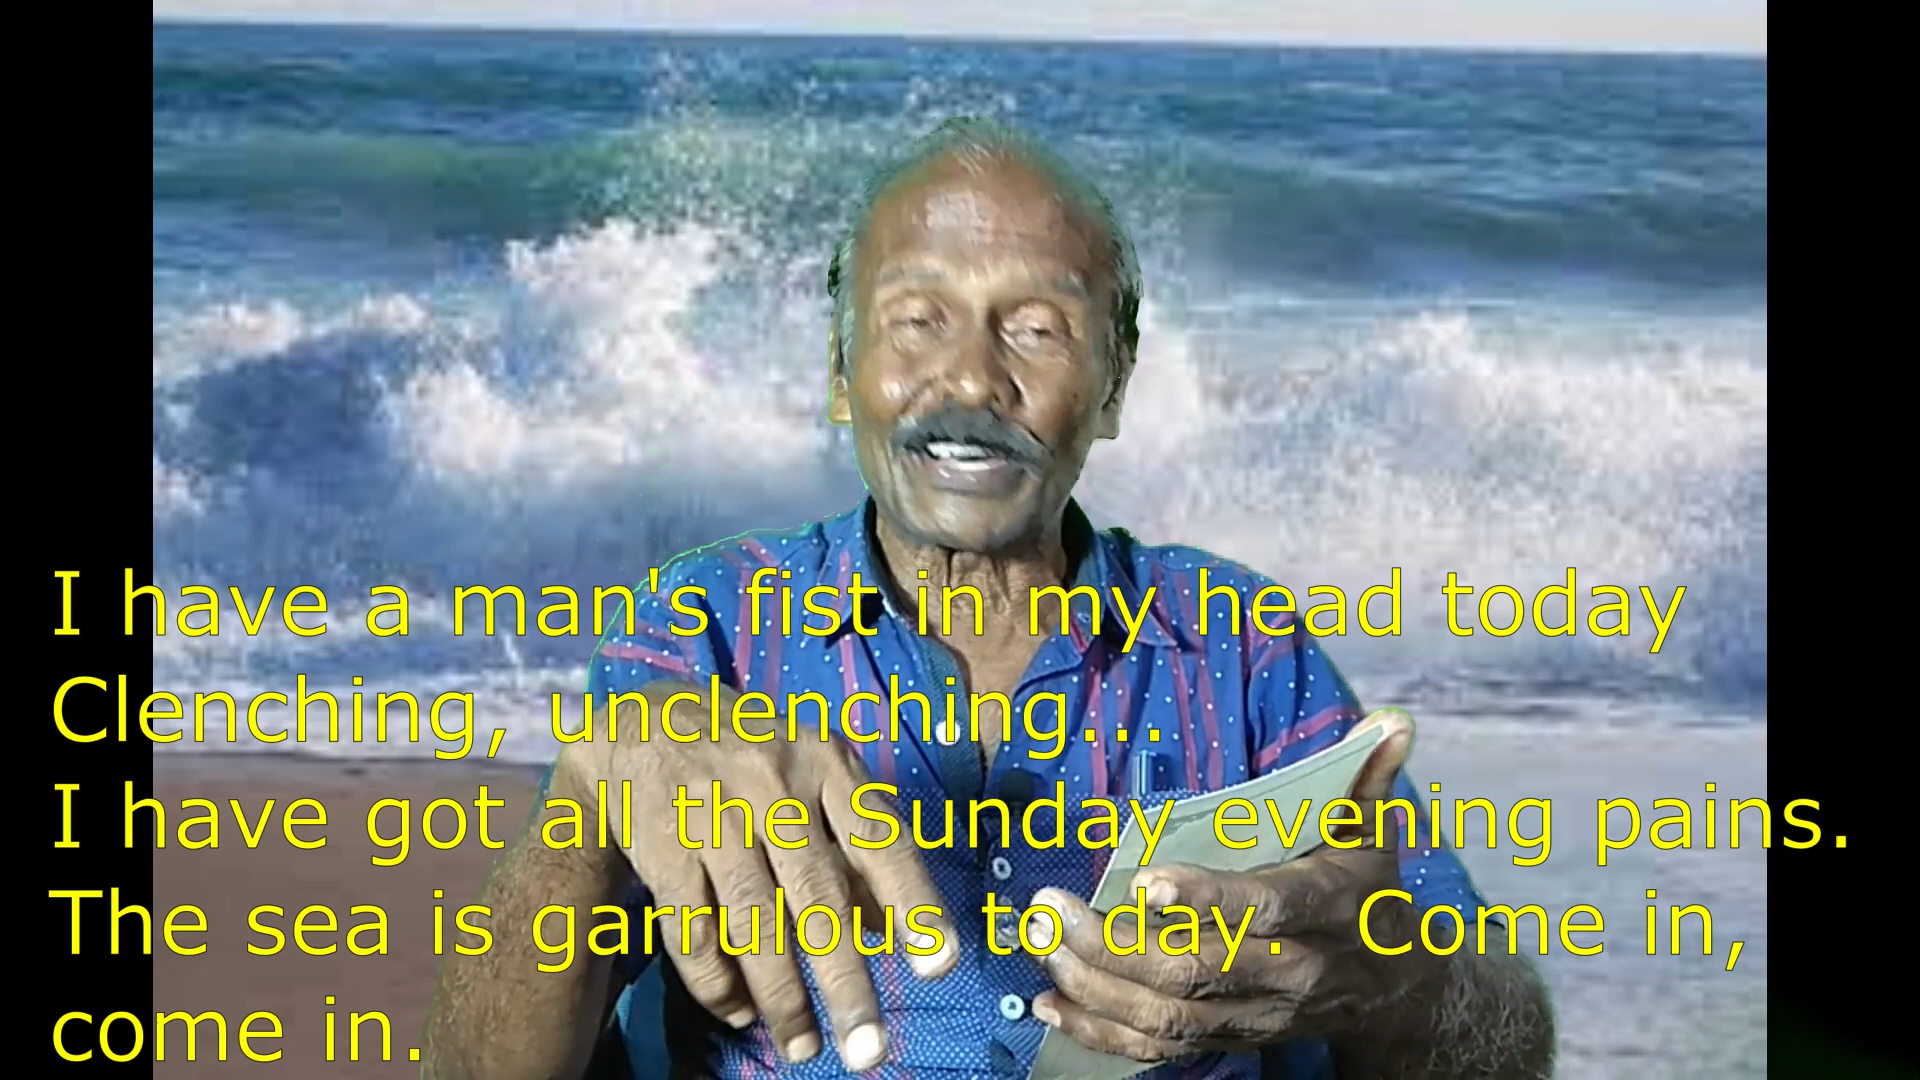 I have a man's fist in my head today
Clenching, unclenching...
I have got all the Sunday evening pains.
The sea is garrulous to day.  Come in,
come in.